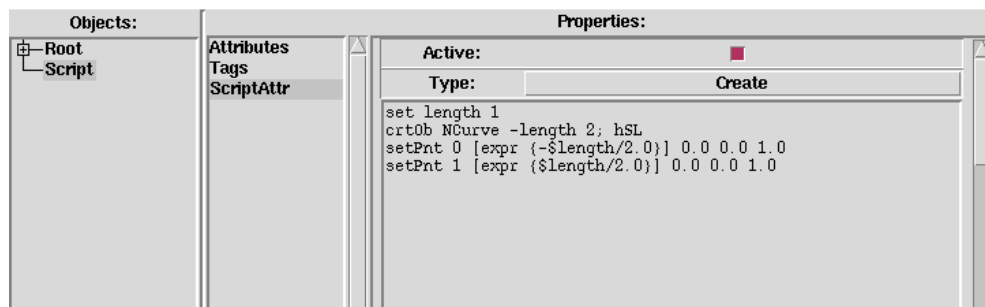 Objects:
Properties:
Root
Script
Attributes
Tags
ScriptAttr
Active:
Type:
Create
set length 1
crtOb NCurve -length 2; hSL
setPnt 0 [expr {-$length/2.0}] 0.0 0.0 1.0
setPnt 1 [expr {$length/2.0}] 0.0 0.0 1.0